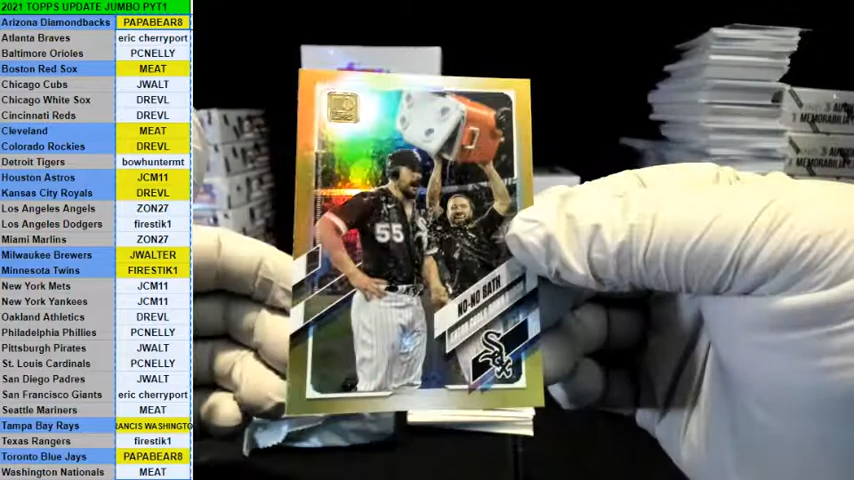 2021 TOPPS UPDATE JUMBO PYT1
Arizona Diamondbacks PAPABEAR8
Atlanta Braves eric cherryport
Baltimore Orioles PCNELLY
Boston Red Sox MEAT
Chicago Cubs JWALT
Chicago White Sox DREVL
Cincinnati Reds DREVL
Cleveland MEAT
Colorado Rockies DREVL
Detroit Tigers bowhuntermt
Houston Astros JCM11
Kansas City Royals DREVL
Los Angeles Angels ZON27
Los Angeles Dodgers firestik1
Miami Marlins ZON27
Milwaukee Brewers JWALTER
Minnesota Twins FIRESTIK1
New York Mets JCM11
New York Yankees JCM11
Oakland Athletics DREVL
Philadelphia Phillies PCNELLY
Pittsburgh Pirates JWALT
St. Louis Cardinals PCNELLY
San Diego Padres JWALT
San Francisco Giants eric cherryport
Seattle Mariners MEAT
Tampa Bay Rays RANCIS WASHINGTO
Texas Rangers firestik1
Toronto Blue Jays PAPABEAR8
Washington Nationals MEAT
55
NO-NO BATH
Sox
MEMORABILIA